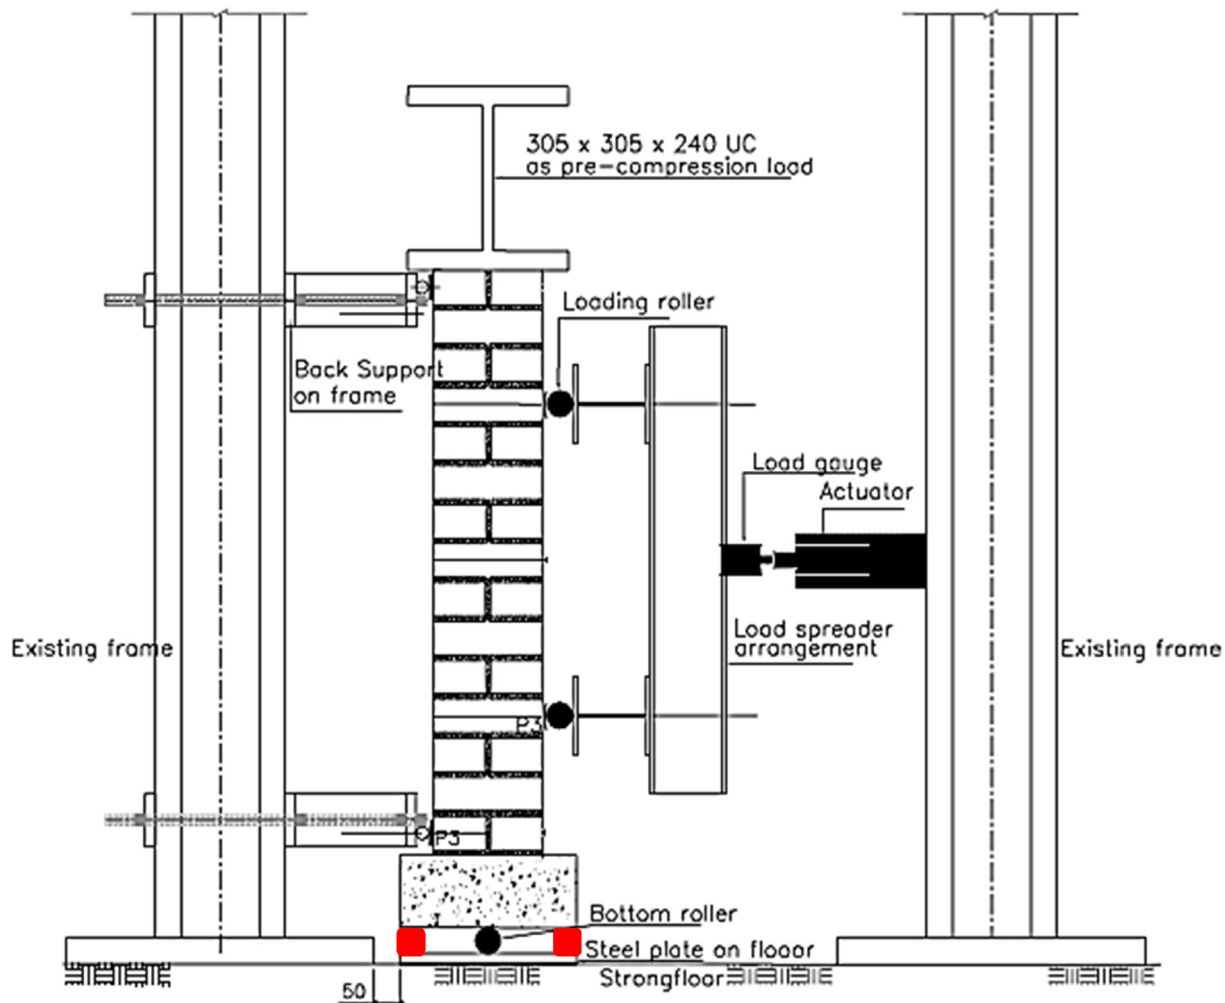 305 x 305 x 240 UC
as pre-compression load
Loading roller
Back Support
on frame
Load gauge
Actuator
Existing frame
Load spreader
arrangement
Existing frame
P3
P3
Bottom roller
Steel plate on flooor
Strongfloor
50